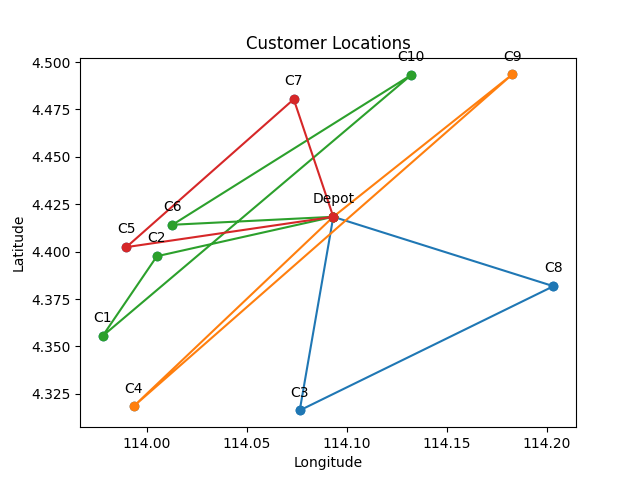 Customer Locations
C10
C9
C7
Depot
C6
C5
C2
C8
C1
C4
C3
4.500
4.475
4.450
4.425
4.400
4.375
4.350
4.325
Latitude
114.00 114.05 114.10 114.15 114.20
Longitude